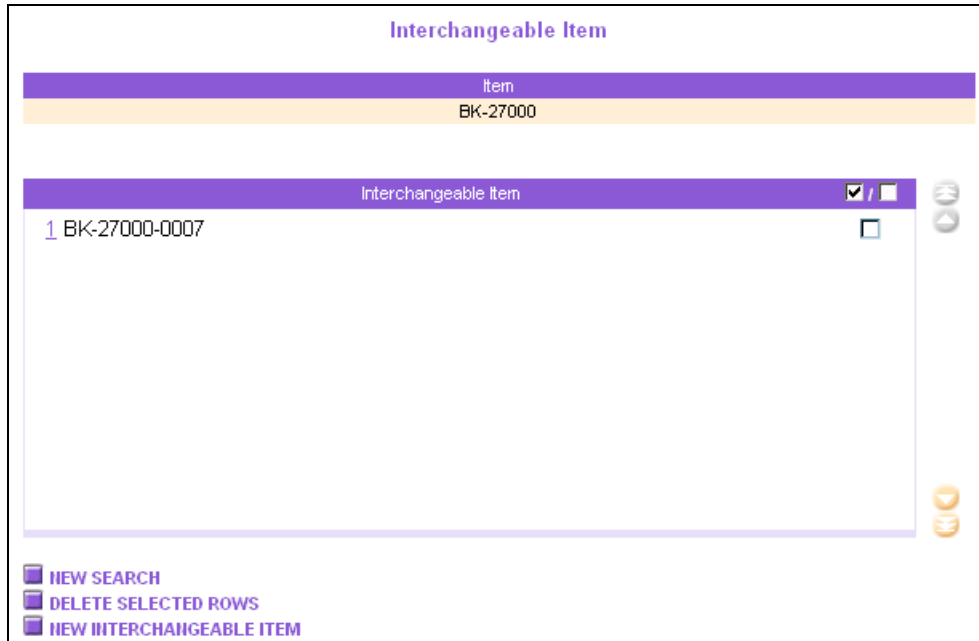 Interchangeable Item
Item
BK-27000
Interchangeable Item /
1 BK-27000-0007
NEW SEARCH
DELETE SELECTED ROWS
NEW INTERCHANGEABLE ITEM